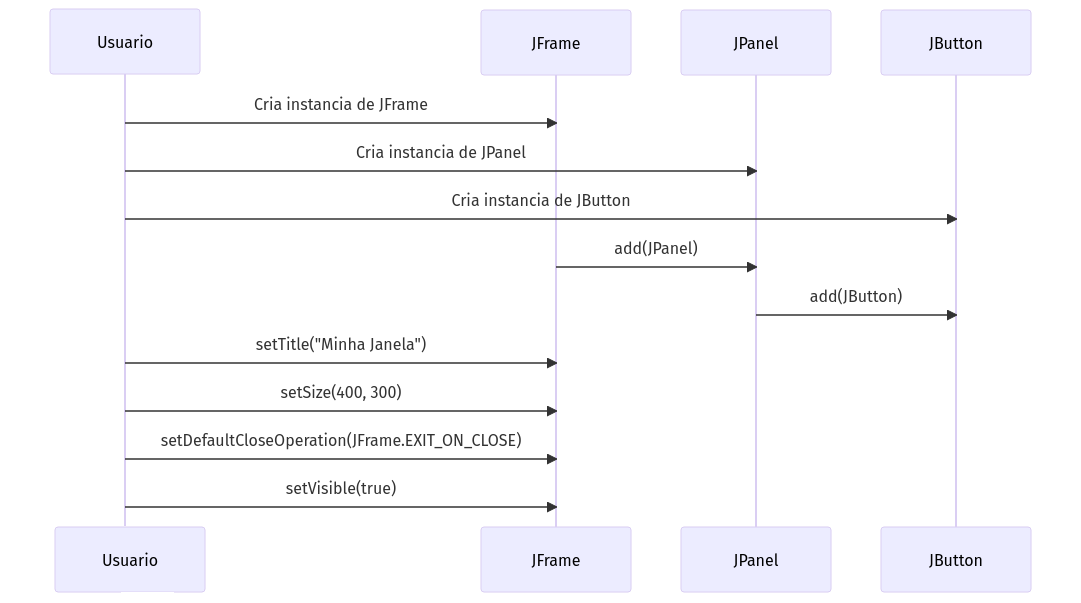 Usuario
JFrame
JPanel
JButton
Cria instancia de JFrame
Cria instancia de JPanel
Cria instancia de JButton
add(JPanel)
add(JButton)
setTitle("Minha Janela")
setSize(400, 300)
setDefaultCloseOperation(JFrame.EXIT_ON_CLOSE)
setVisible(true)
Usuario
JFrame
JPanel
JButton